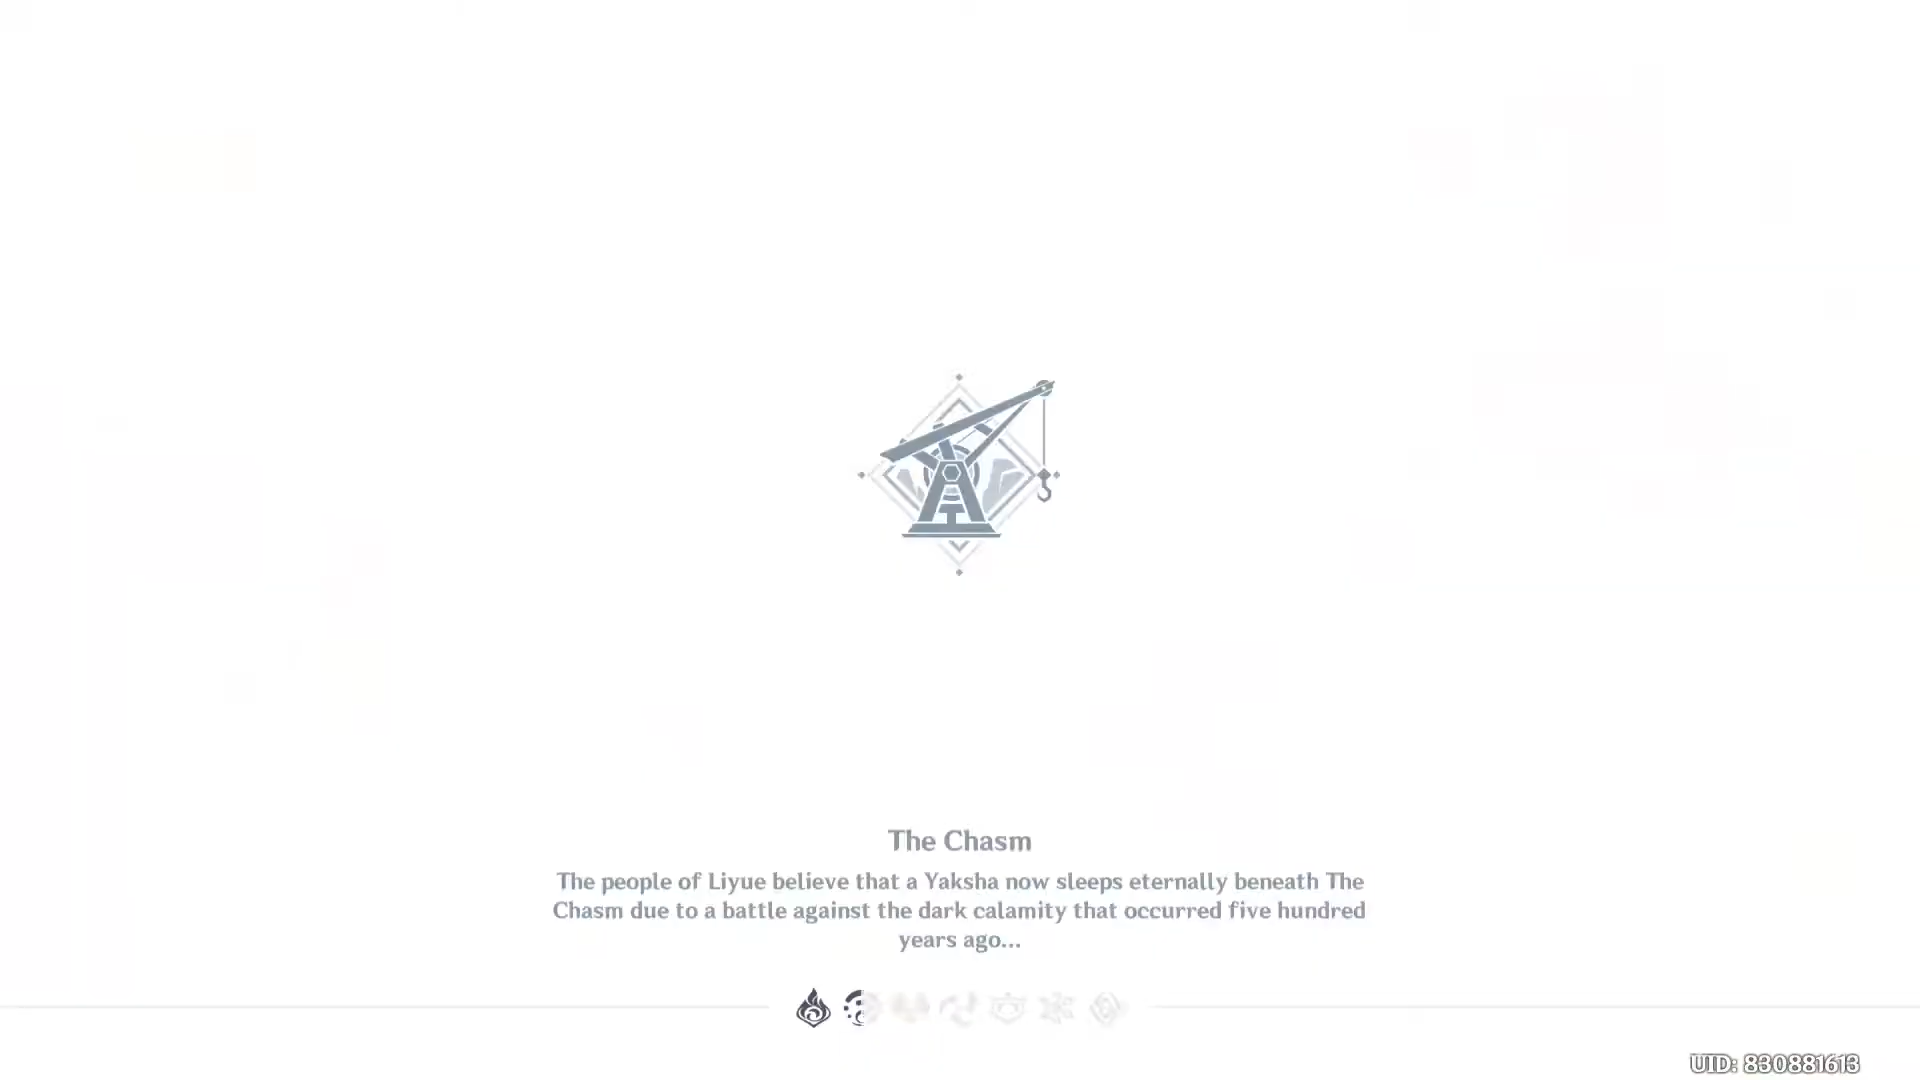 The Chasm
The people of Liyue believe that a Yaksha now sleeps eternally beneath The
Chasm due to a battle against the dark calamity that occurred five hundred
years ago...
UID: 830881613